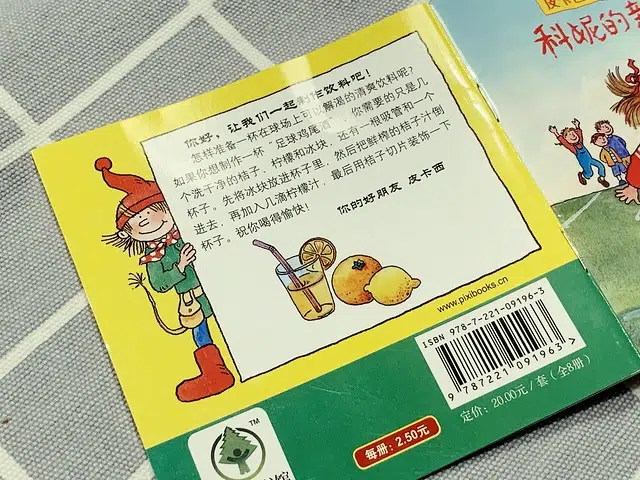 你好，让我们一起制作饮料吧！
怎样准备一杯在球场上可以解渴的清爽饮料呢？
如果你想制作一杯“足球鸡尾酒”，你需要的只是几
个洗干净的桔子、柠檬和冰块，还有一根吸管和一个
杯子。先将冰块放进杯子里，然后把鲜榨的桔子汁倒
进去，再加入几滴柠檬汁，最后用桔子切片装饰一下
杯子。祝你喝得愉快！
你的好朋友 皮卡西
www.pixibooks.cn
ISBN 978-7-221-09196-3
9 787221 091963 >
定价：20.00元／套（全8册）
每册：2.50元
TM
馆
皮卡
科妮的